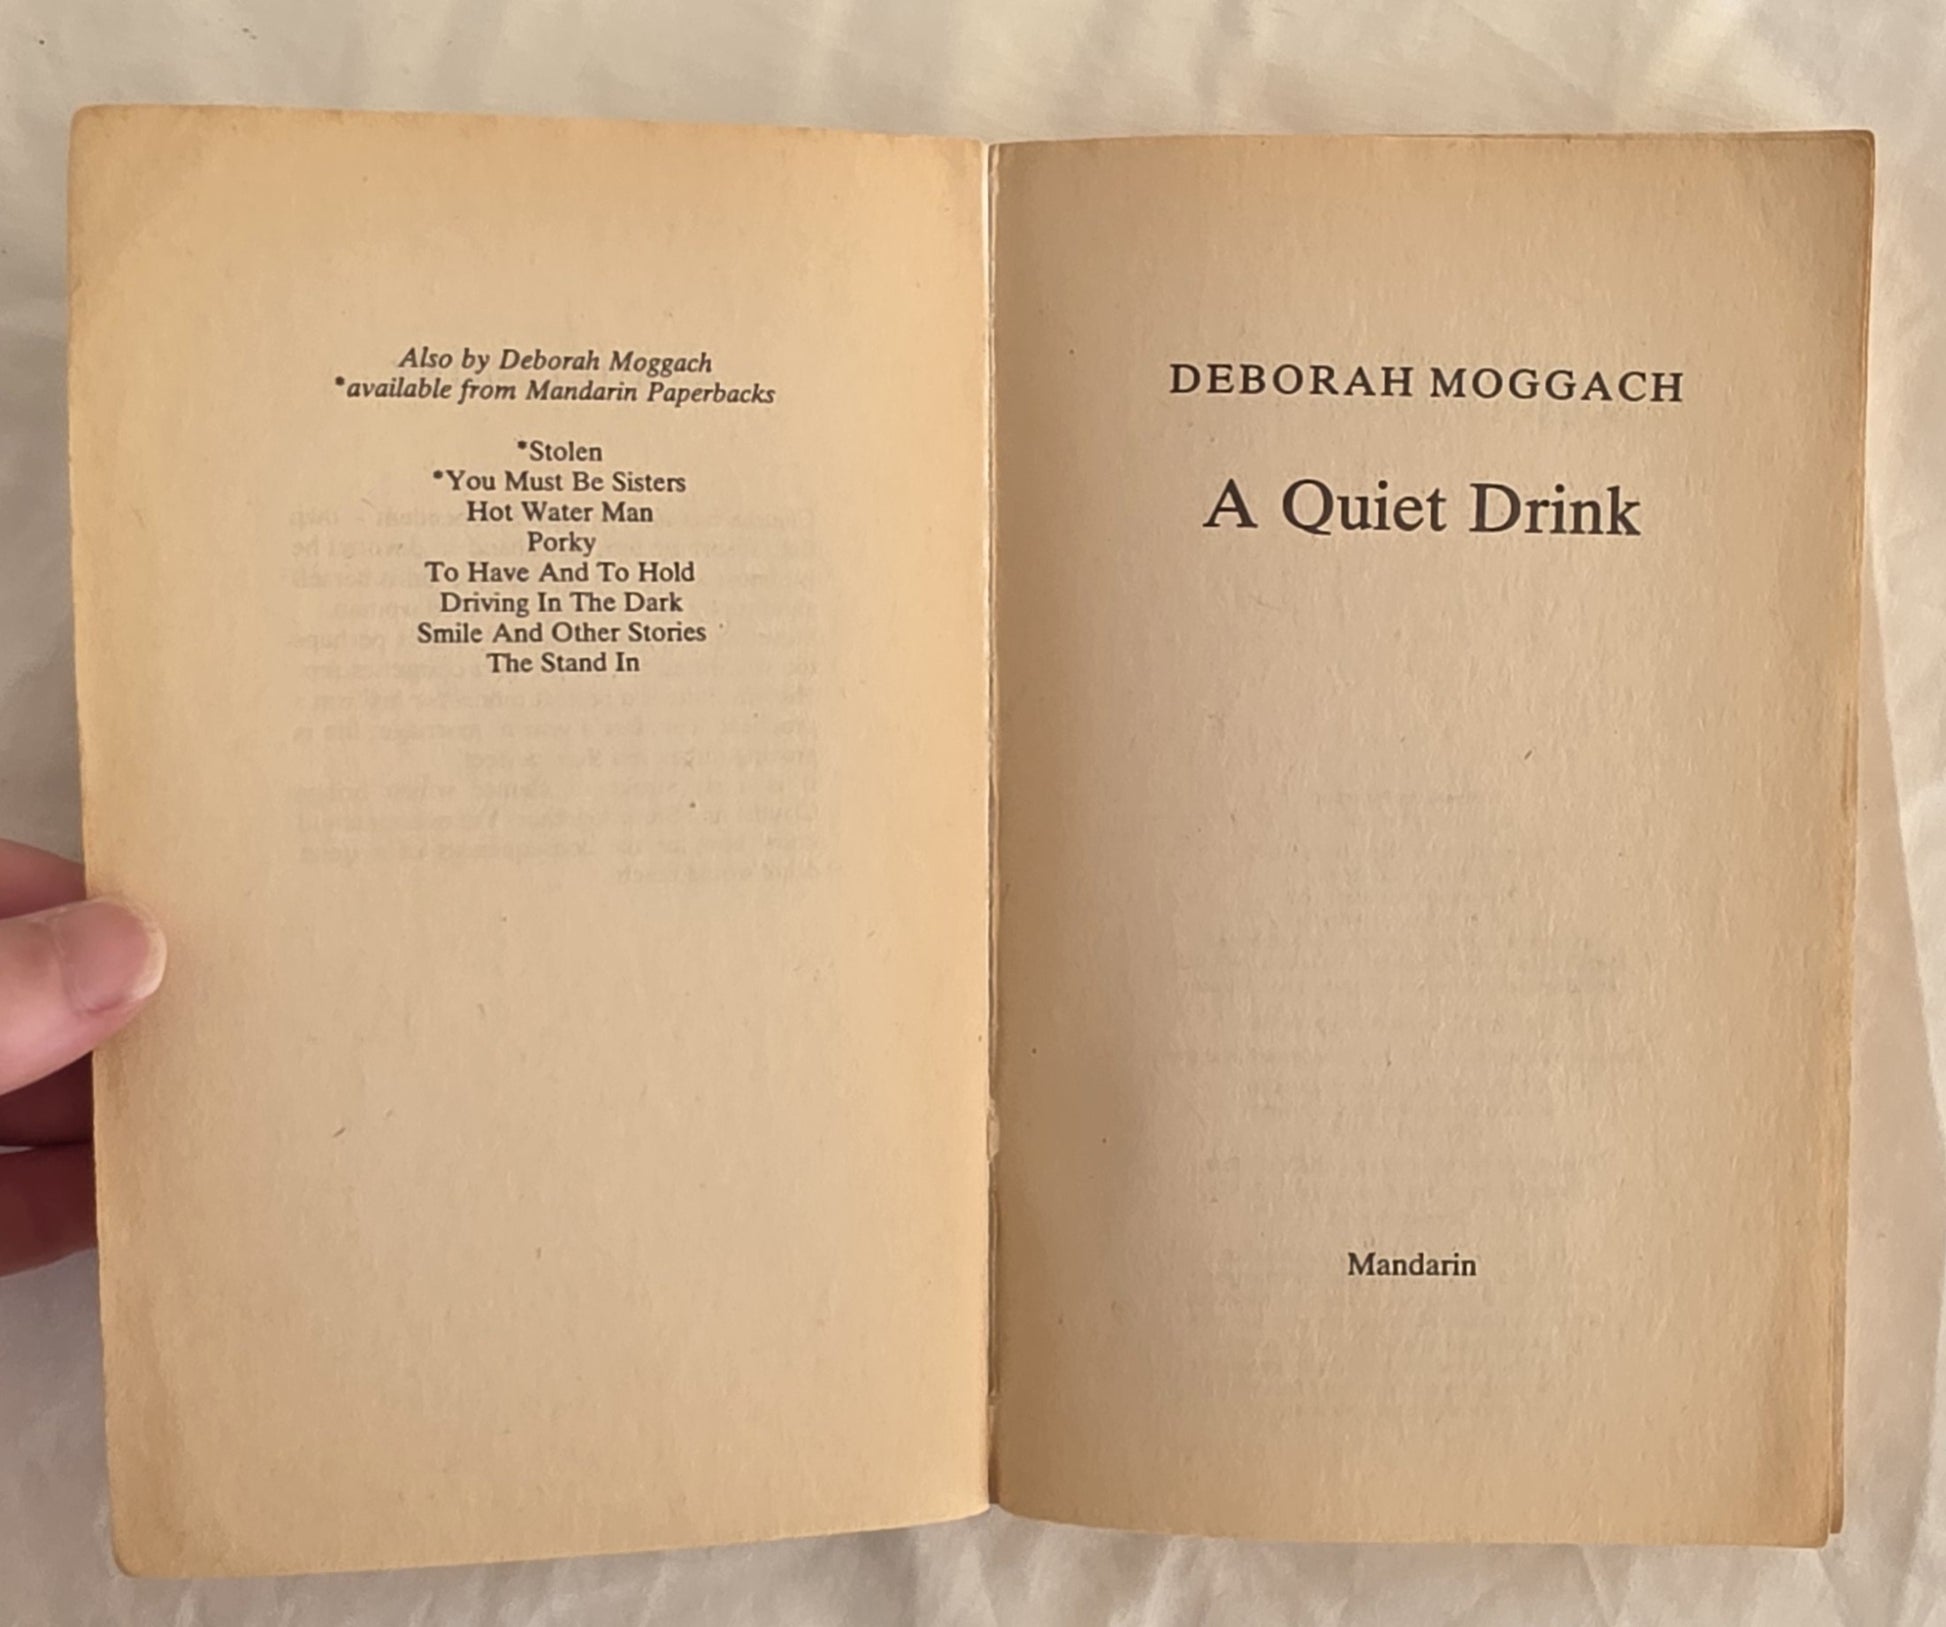 Also by Deborah Moggach
*available from Mandarin Paperbacks
*Stolen
*You Must Be Sisters
Hot Water Man
Porky
To Have And To Hold
Driving In The Dark
Smile And Other Stories
The Stand In
DEBORAH MOGGACH
A Quiet Drink
Mandarin